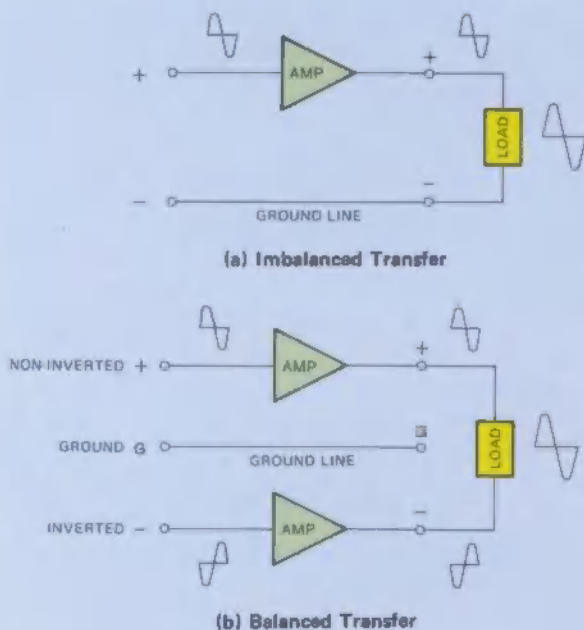 +
AMP
+
LOAD
-
GROUND LINE
-
(a) Imbalanced Transfer
NON-INVERTED +
AMP
+
GROUND G
GROUND LINE
LOAD
INVERTED -
AMP
-
(b) Balanced Transfer